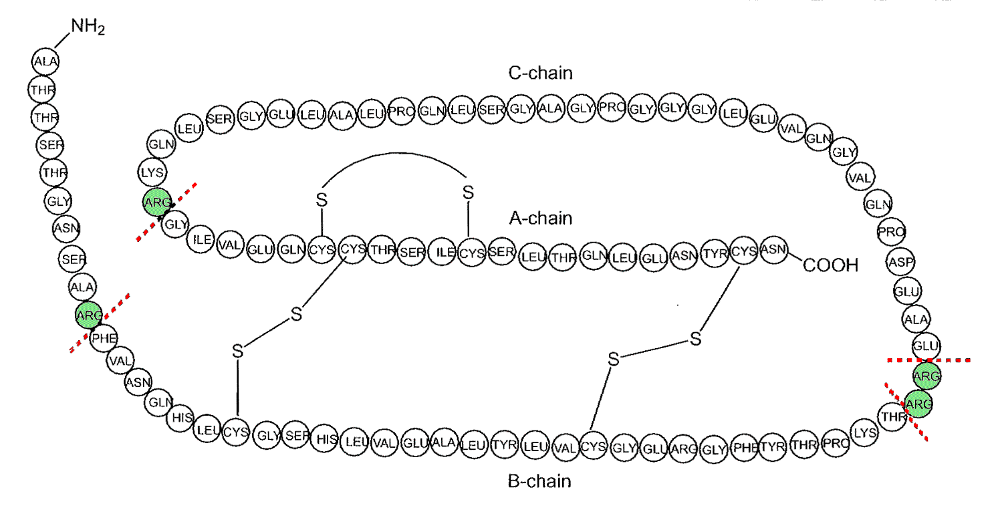 NH2
ALA
THR
THR
SER
THR
GLY
ASN
SER
ALA
ARG
PHE VAL ASN GLN HIS LEU CYS GLY SER HIS LEU VAL GLU ALA LEU TYR LEU VAL CYS GLY GLU ARG GLY PHE TYR THR PRO LYS THR
B-chain
ARG
ARG
GLU ALA GLU ASP PRO GLN VAL GLY GLN VAL GLU LEU GLY GLY GLY PRO GLY ALA GLY SER LEU GLN PRO LEU ALA LEU GLU GLY SER LEU GLN LYS
C-chain
ARG
GLY ILE VAL GLU GLN CYS CYS THR SER ILE CYS SER LEU THR GLN LEU GLU ASN TYR CYS ASN
COOH
A-chain
S
S
S
S
S
S